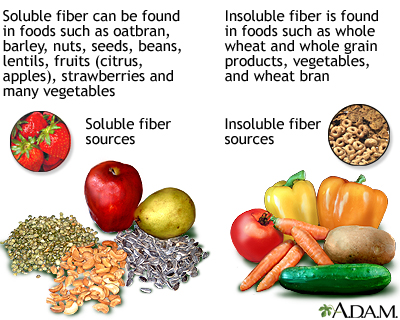 Soluble fiber can be found
in foods such as oatbran,
barley, nuts, seeds, beans,
lentils, fruits (citrus,
apples), strawberries and
many vegetables
Soluble fiber
sources
Insoluble fiber is found
in foods such as whole
wheat and whole grain
products, vegetables,
and wheat bran
Insoluble fiber
sources
A.D.A.M.